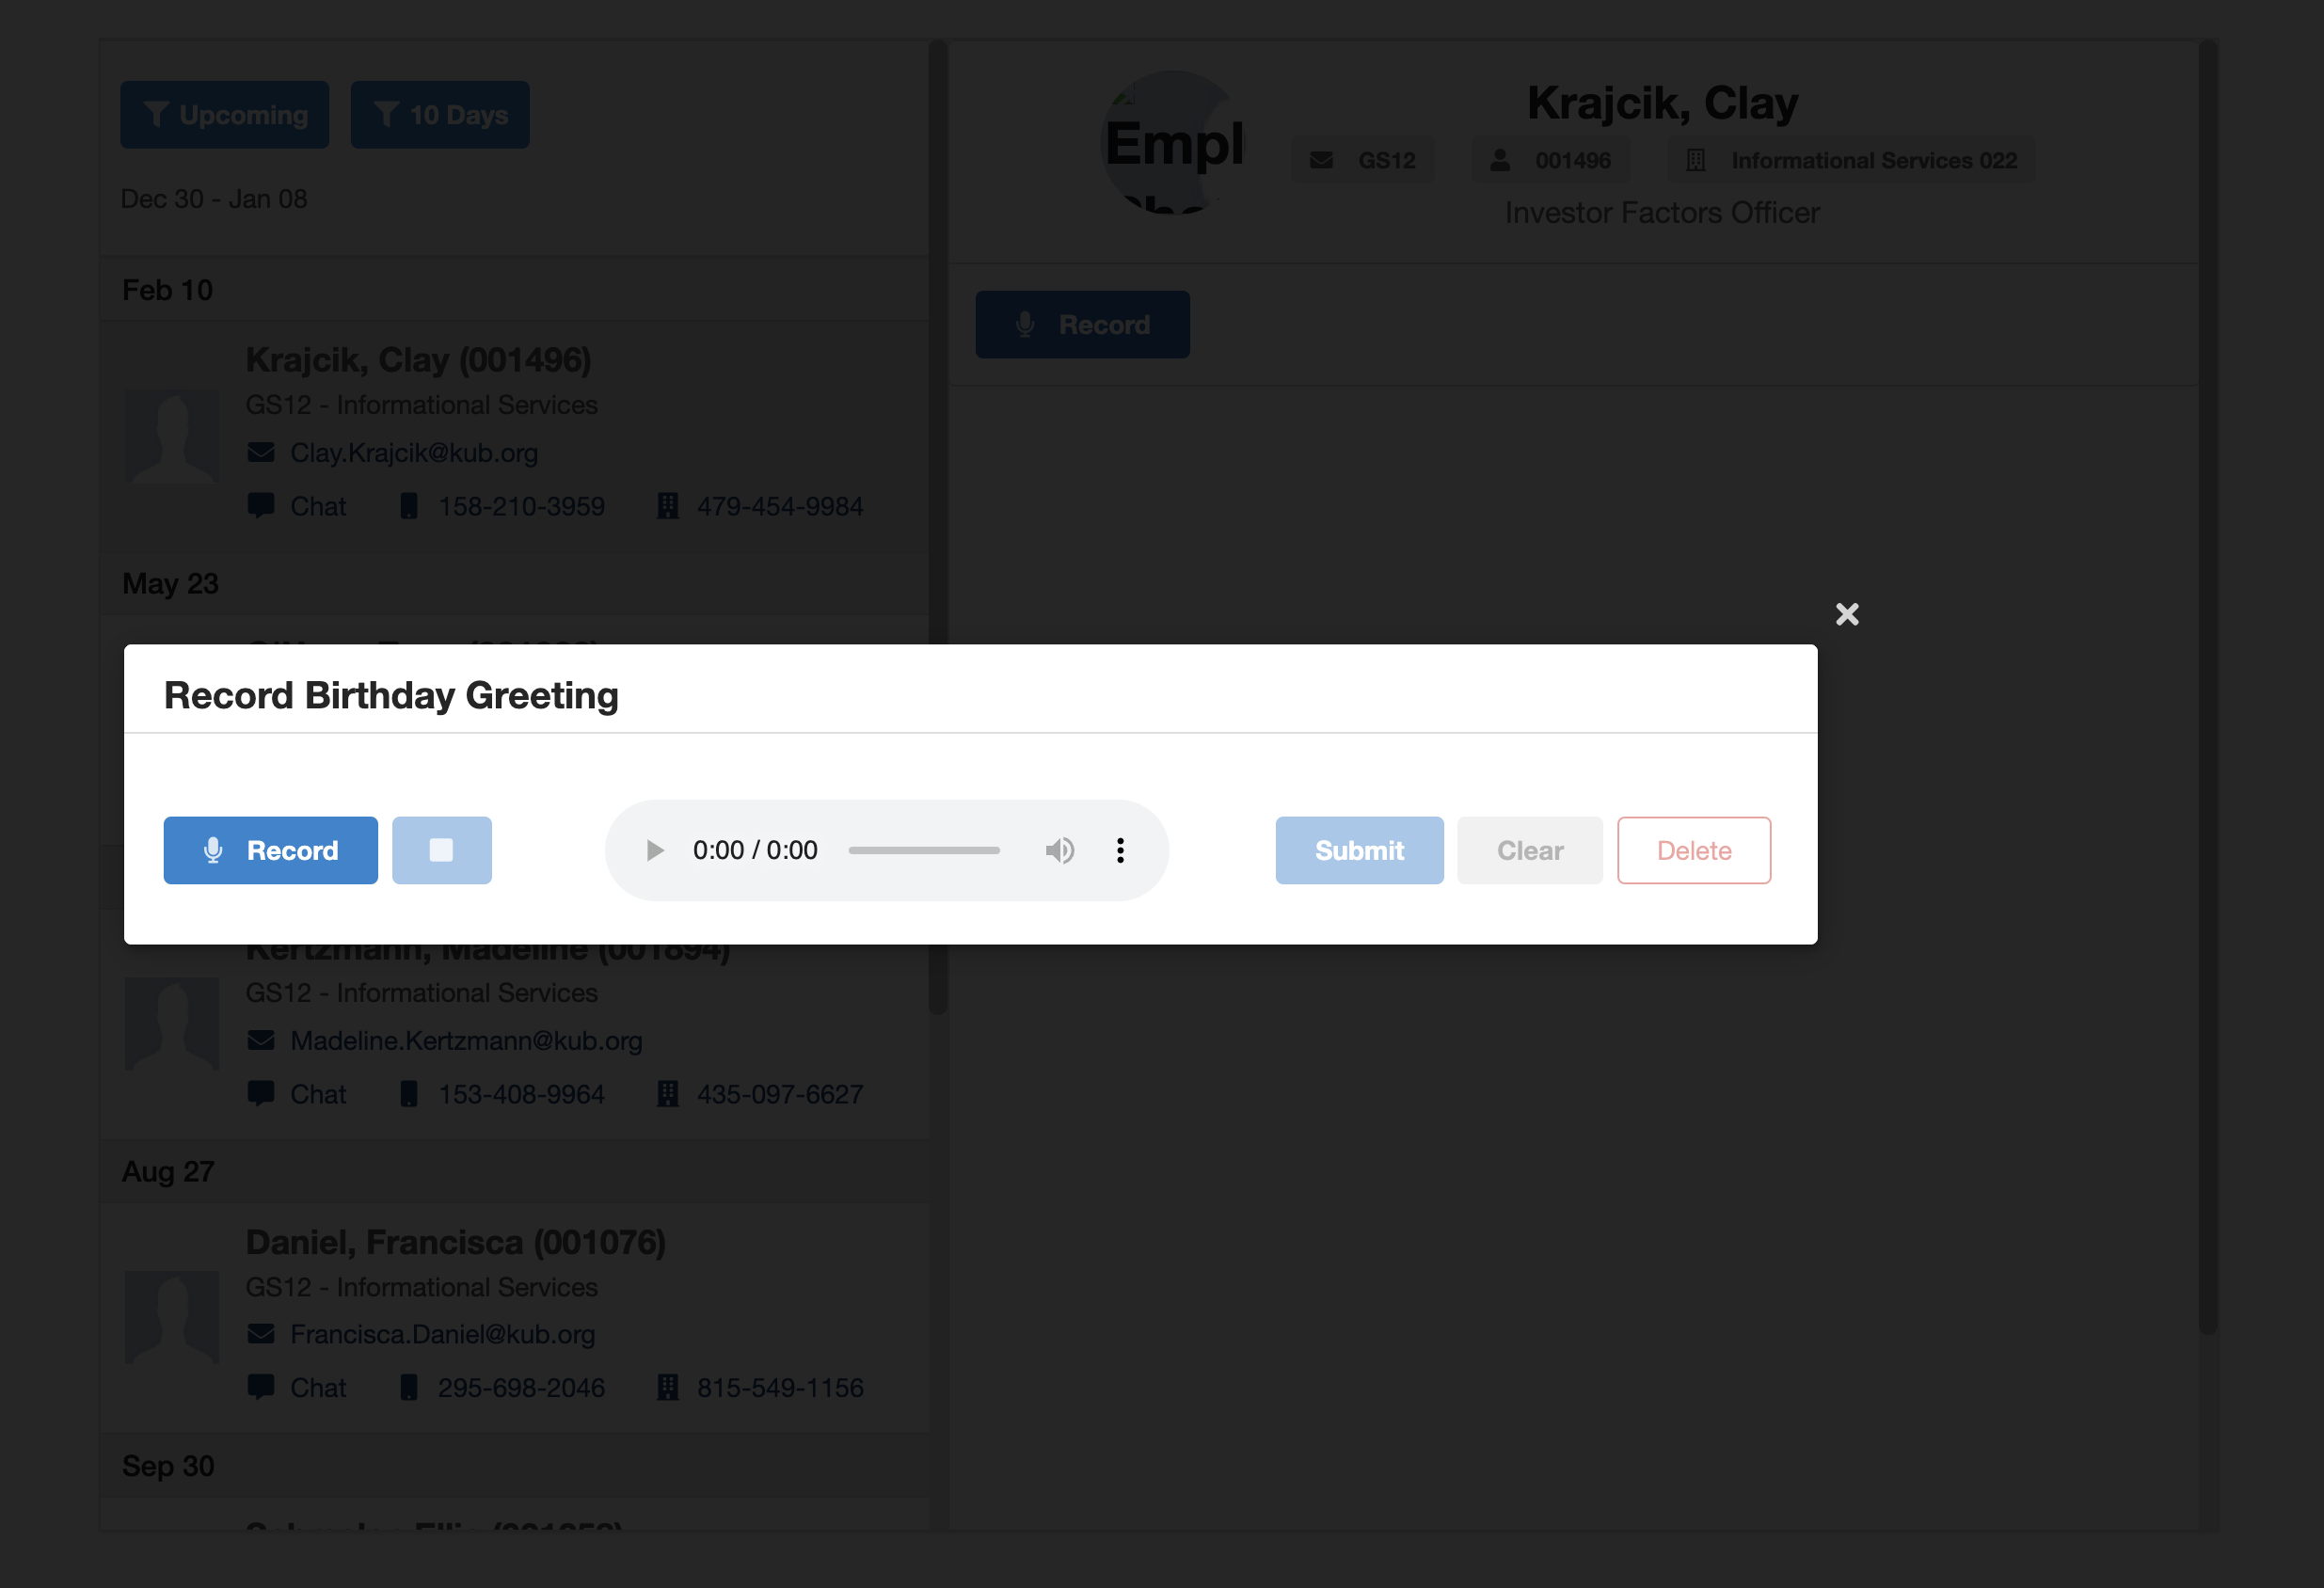 Upcoming 10 Days
Dec 30 - Jan 08
Feb 10
Krajcik, Clay (001496)
GS12 - Informational Services
Clay.Krajcik@kub.org
Chat 158-210-3959 479-454-9984
May 23
Kertzmann, Madeline (001894)
GS12 - Informational Services
Madeline.Kertzmann@kub.org
Chat 153-408-9964 435-097-6627
Aug 27
Daniel, Francisca (001076)
GS12 - Informational Services
Francisca.Daniel@kub.org
Chat 295-698-2046 815-549-1156
Sep 30
Empl
Krajcik, Clay
GS12 001496 Informational Services 022
Investor Factors Officer
Record
Record Birthday Greeting
Record 0:00 / 0:00 Submit Clear Delete